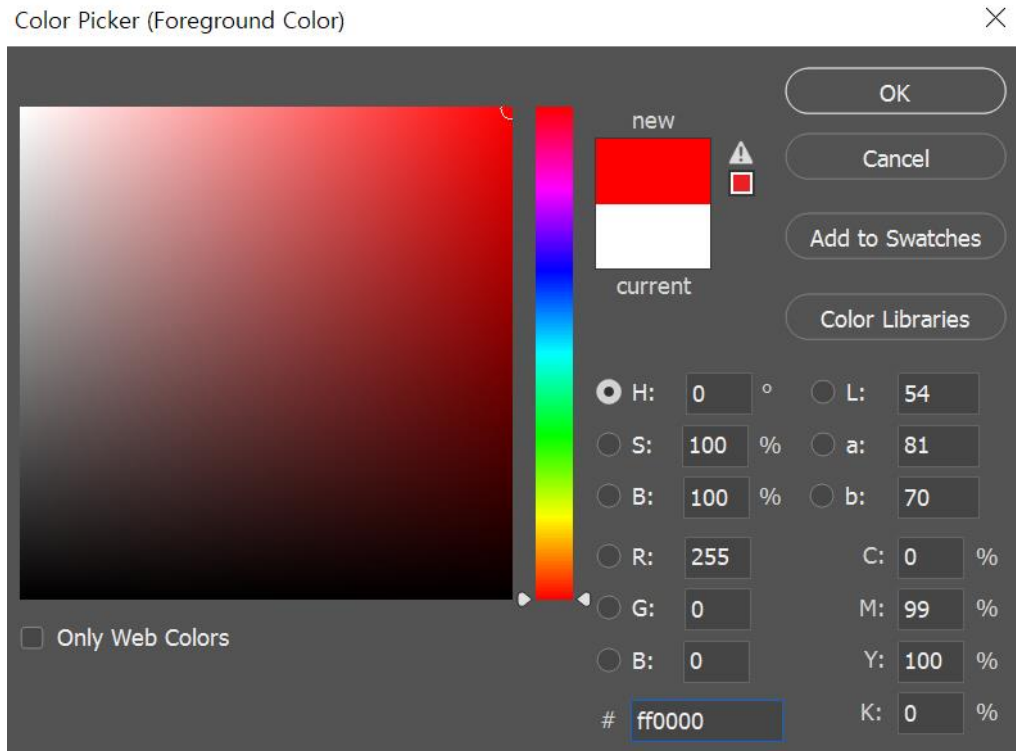 Color Picker (Foreground Color)
new
current
OK
Cancel
Add to Swatches
Color Libraries
H: 0 °
S: 100 %
B: 100 %
R: 255
G: 0
B: 0
# ff0000
L: 54
a: 81
b: 70
C: 0 %
M: 99 %
Y: 100 %
K: 0 %
Only Web Colors